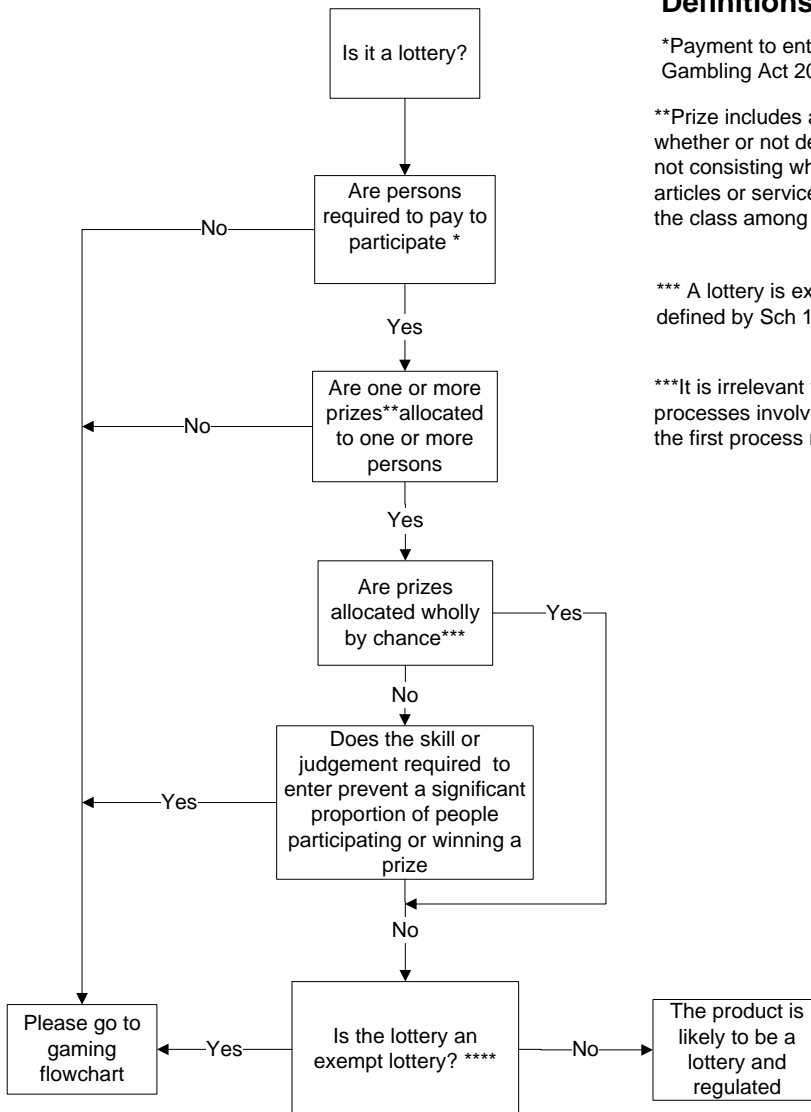 Definitions
*Payment to ent
Gambling Act 20
**Prize includes a
whether or not de
not consisting wh
articles or service
the class among
*** A lottery is ex
defined by Sch 1
***It is irrelevant
processes involv
the first process
Is it a lottery?
Are persons
required to pay to
participate *
No
Yes
Are one or more
prizes**allocated
to one or more
persons
No
Yes
Are prizes
allocated wholly
by chance***
Yes
No
Does the skill or
judgement required to
enter prevent a significant
proportion of people
participating or winning a
prize
Yes
No
Please go to
gaming
flowchart
Yes
Is the lottery an
exempt lottery? ****
No
The product is
likely to be a
lottery and
regulated